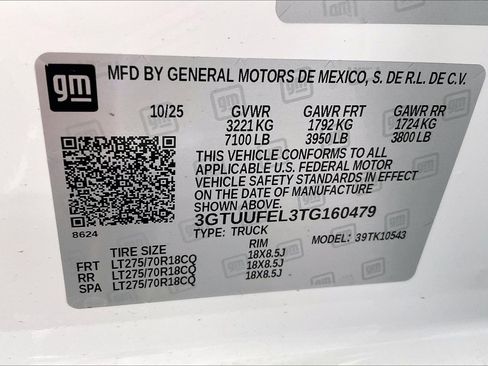 gm
MFD BY GENERAL MOTORS DE MEXICO, S. DE R.L. DE C.V.
10/25 GVWR GAWR FRT GAWR RR
3221 KG 1792 KG 1724 KG
7100 LB 3950 LB 3800 LB
THIS VEHICLE CONFORMS TO ALL
APPLICABLE U.S. FEDERAL MOTOR
VEHICLE SAFETY STANDARDS IN EFFECT
ON THE DATE OF MANUFACTURE
SHOWN ABOVE.
3GTUUFEL3TG160479
8624
TYPE: TRUCK MODEL: 39TK10543
TIRE SIZE RIM
FRT LT275/70R18CQ 18X8.5J
RR LT275/70R18CQ 18X8.5J
SPA LT275/70R18CQ 18X8.5J